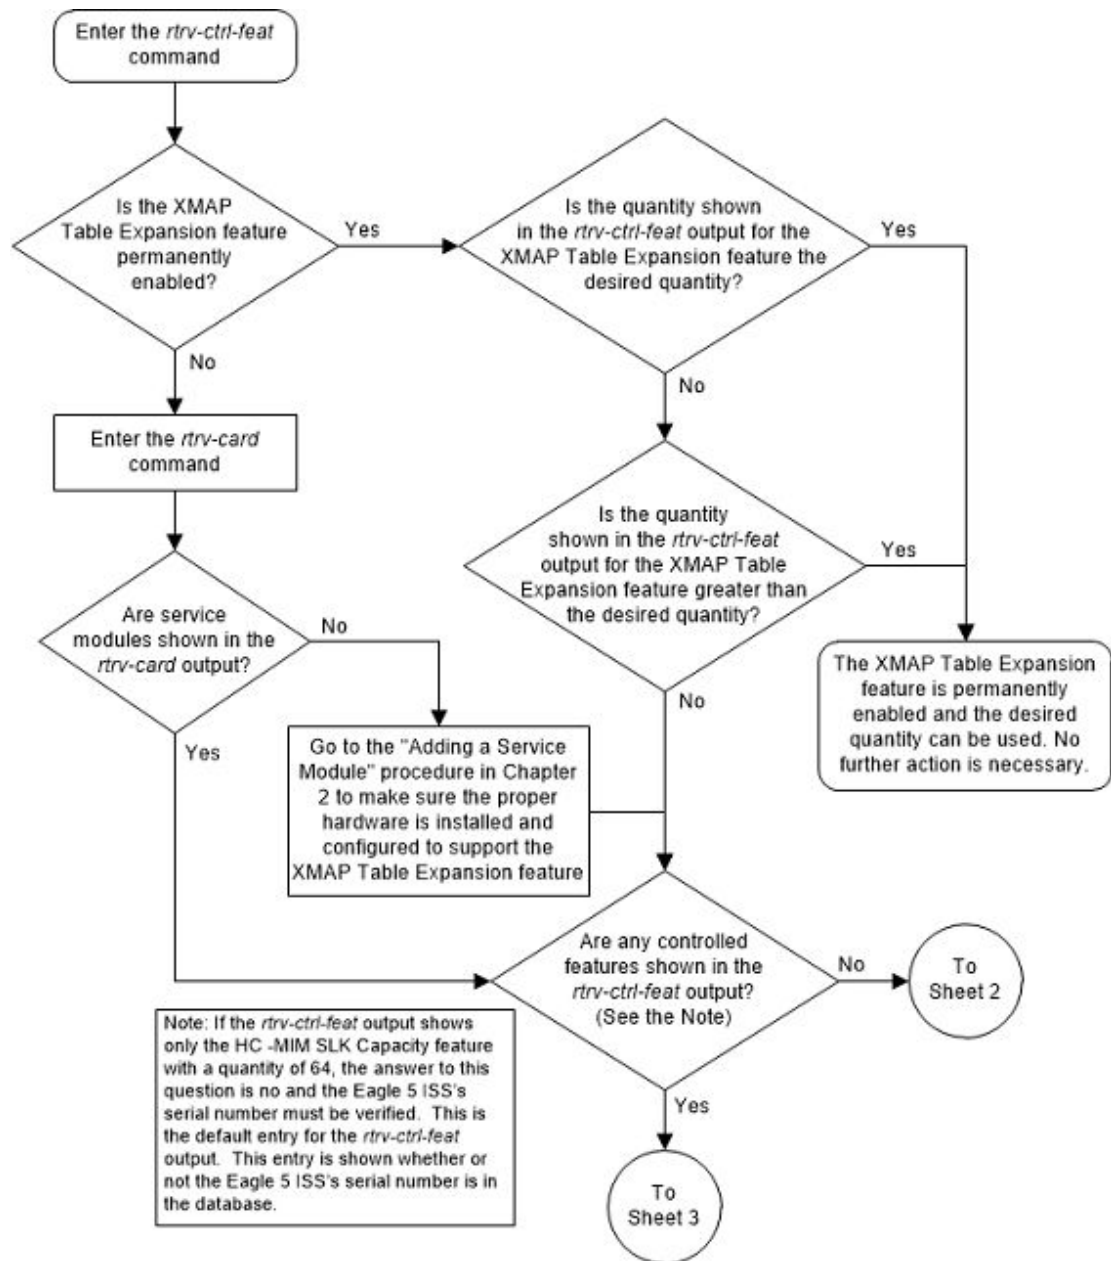 Enter the rtrv-ctrl-feat
command
Is the XMAP
Table Expansion feature
permanently
enabled?
Yes
No
Is the quantity shown
in the rtrv-ctrl-feat output for the
XMAP Table Expansion feature the
desired quantity?
Yes
No
Enter the rtrv-card
command
Is the quantity
shown in the rtrv-ctrl-feat
output for the XMAP Table
Expansion feature greater than
the desired quantity?
Yes
No
Are service
modules shown in the
rtrv-card output?
No
Yes
The XMAP Table Expansion
feature is permanently
enabled and the desired
quantity can be used. No
further action is necessary.
Go to the "Adding a Service
Module" procedure in Chapter
2 to make sure the proper
hardware is installed and
configured to support the
XMAP Table Expansion feature
Are any controlled
features shown in the
rtrv-ctrl-feat output?
(See the Note)
No
To
Sheet 2
Yes
To
Sheet 3
Note: If the rtrv-ctrl-feat output shows
only the HC -MIM SLK Capacity feature
with a quantity of 64, the answer to this
question is no and the Eagle 5 ISS's
serial number must be verified.  This is
the default entry for the rtrv-ctrl-feat
output.  This entry is shown whether or
not the Eagle 5 ISS's serial number is in
the database.